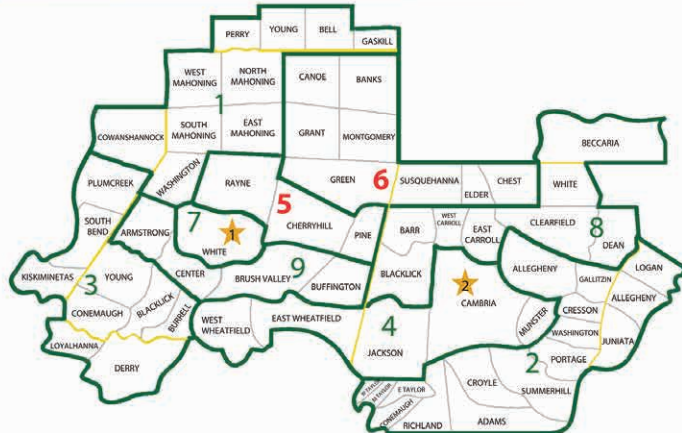 PERRY
YOUNG
BELL
GASKILL
WEST
MAHONING
NORTH
MAHONING
CANOE
BANKS
1
COWANSHANNOCK
SOUTH
MAHONING
EAST
MAHONING
GRANT
MONTGOMERY
BECCARIA
PLUMCREEK
WASHINGTON
RAYNE
GREEN
6
SUSQUEHANNA
ELDER
CHEST
WHITE
5
SOUTH
BEND
ARMSTRONG
7
1
WHITE
CHERRYHILL
PINE
BARR
WEST
CARROLL
EAST
CARROLL
CLEARFIELD
8
DEAN
KISKIMINETAS
3
YOUNG
CENTER
BRUSH VALLEY
9
BUFFINGTON
BLACKLICK
2
CAMBRIA
ALLEGHENY
GALLITZIN
LOGAN
ALLEGHENY
CONEMAUGH
BLACKLICK
BURRELL
WEST
WHEATFIELD
EAST WHEATFIELD
4
JACKSON
MUNSTER
CRESSON
WASHINGTON
JUNIATA
LOYALHANNA
DERRY
PORTAGE
2
CROYLE
SUMMERHILL
E TAYLOR
CONEMAUGH
RICHLAND
ADAMS